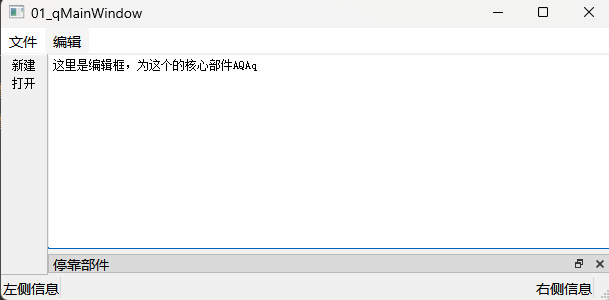 01_qMainWindow
文件 编辑
新建
打开
这里是编辑框，为这个的核心部件AQAq
停靠部件
左侧信息 右侧信息